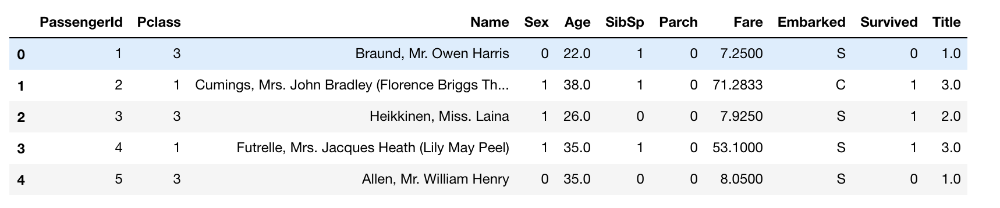 PassengerId Pclass Name Sex Age SibSp Parch Fare Embarked Survived Title
0 1 3 Braund, Mr. Owen Harris 0 22.0 1 0 7.2500 S 0 1.0
1 2 1 Cumings, Mrs. John Bradley (Florence Briggs Th... 1 38.0 1 0 71.2833 C 1 3.0
2 3 3 Heikkinen, Miss. Laina 1 26.0 0 0 7.9250 S 1 2.0
3 4 1 Futrelle, Mrs. Jacques Heath (Lily May Peel) 1 35.0 1 0 53.1000 S 1 3.0
4 5 3 Allen, Mr. William Henry 0 35.0 0 0 8.0500 S 0 1.0